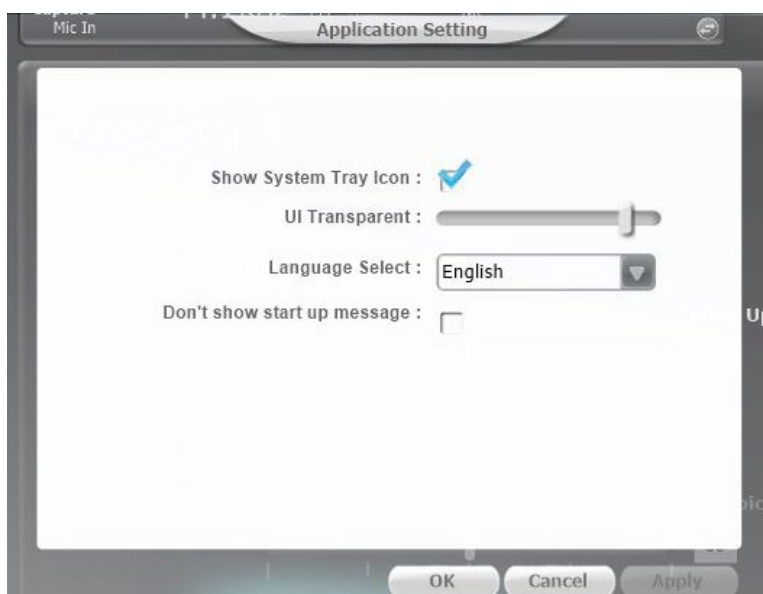 Mic In
Application Setting
Show System Tray Icon :
UI Transparent :
Language Select : English
Don't show start up message :
OK Cancel Apply